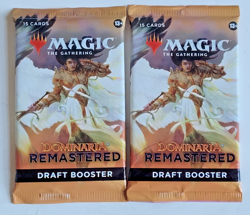 15 CARDS
13+
MAGIC
THE GATHERING
DOMINARIA
REMASTERED
DRAFT BOOSTER
15 CARDS
13+
MAGIC
THE GATHERING
DOMINARIA
REMASTERED
DRAFT BOOSTER